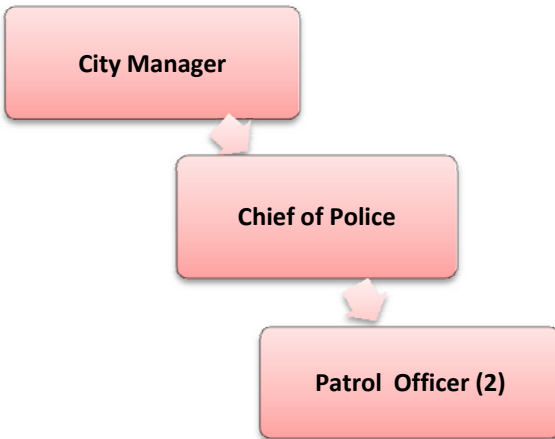 City Manager
Chief of Police
Patrol  Officer (2)